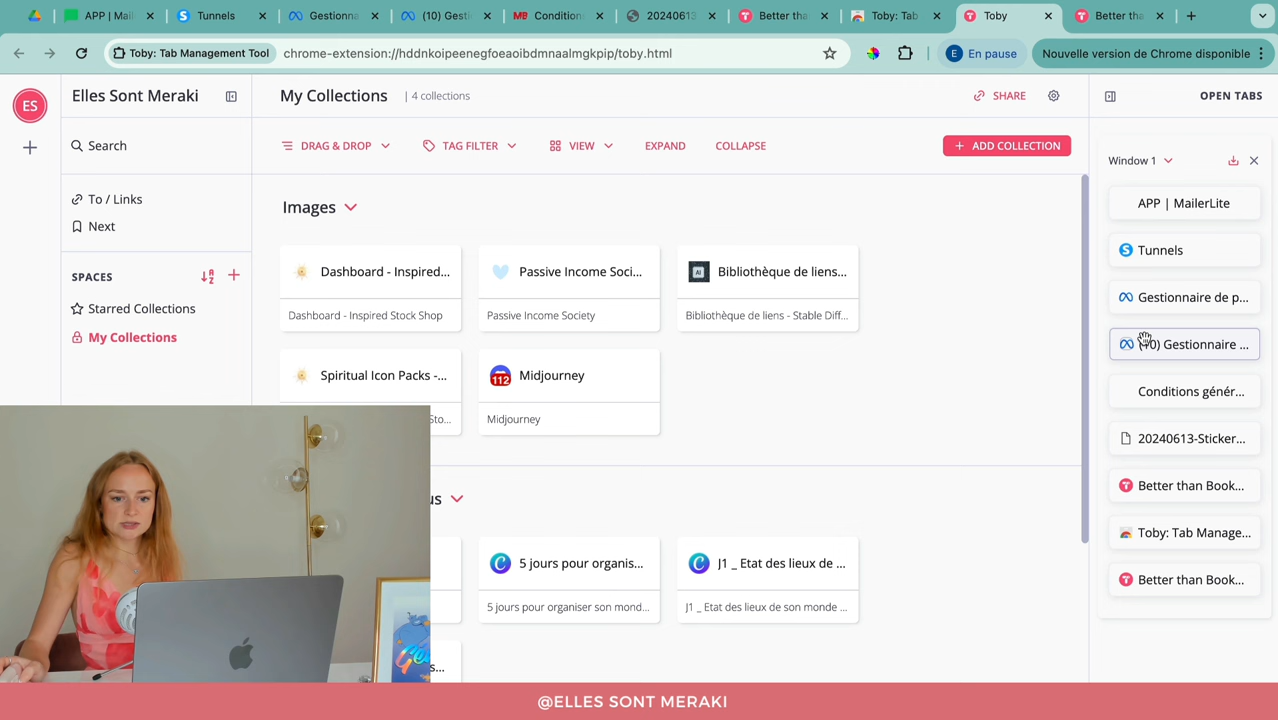 APP | Mail
Tunnels
Gestionna
(10) Gesti
Condition
20240613
Better tha
Toby: Tab
Toby
Better tha
Toby: Tab Management Tool
chrome-extension://hddnkoipeenegfoeaoibdmnaalmgkpip/toby.html
E
En pause
Nouvelle version de Chrome disponible
ES
Elles Sont Meraki
My Collections
| 4 collections
SHARE
OPEN TABS
Search
DRAG & DROP
TAG FILTER
VIEW
EXPAND
COLLAPSE
+ ADD COLLECTION
Window 1
To / Links
Next
SPACES
Starred Collections
My Collections
Images
Dashboard - Inspired...
Dashboard - Inspired Stock Shop
Passive Income Soci...
Passive Income Society
AI
Bibliothèque de liens...
Bibliothèque de liens - Stable Diff...
Spiritual Icon Packs -...
Sto...
112
Midjourney
Midjourney
us
5 jours pour organis...
5 jours pour organiser son mond...
J1 _ Etat des lieux de ...
J1 _ Etat des lieux de son monde ...
s...
APP | MailerLite
Tunnels
Gestionnaire de p...
(10) Gestionnaire ...
Conditions génér...
20240613-Sticker...
Better than Book...
Toby: Tab Manage...
Better than Book...
@ELLES SONT MERAKI